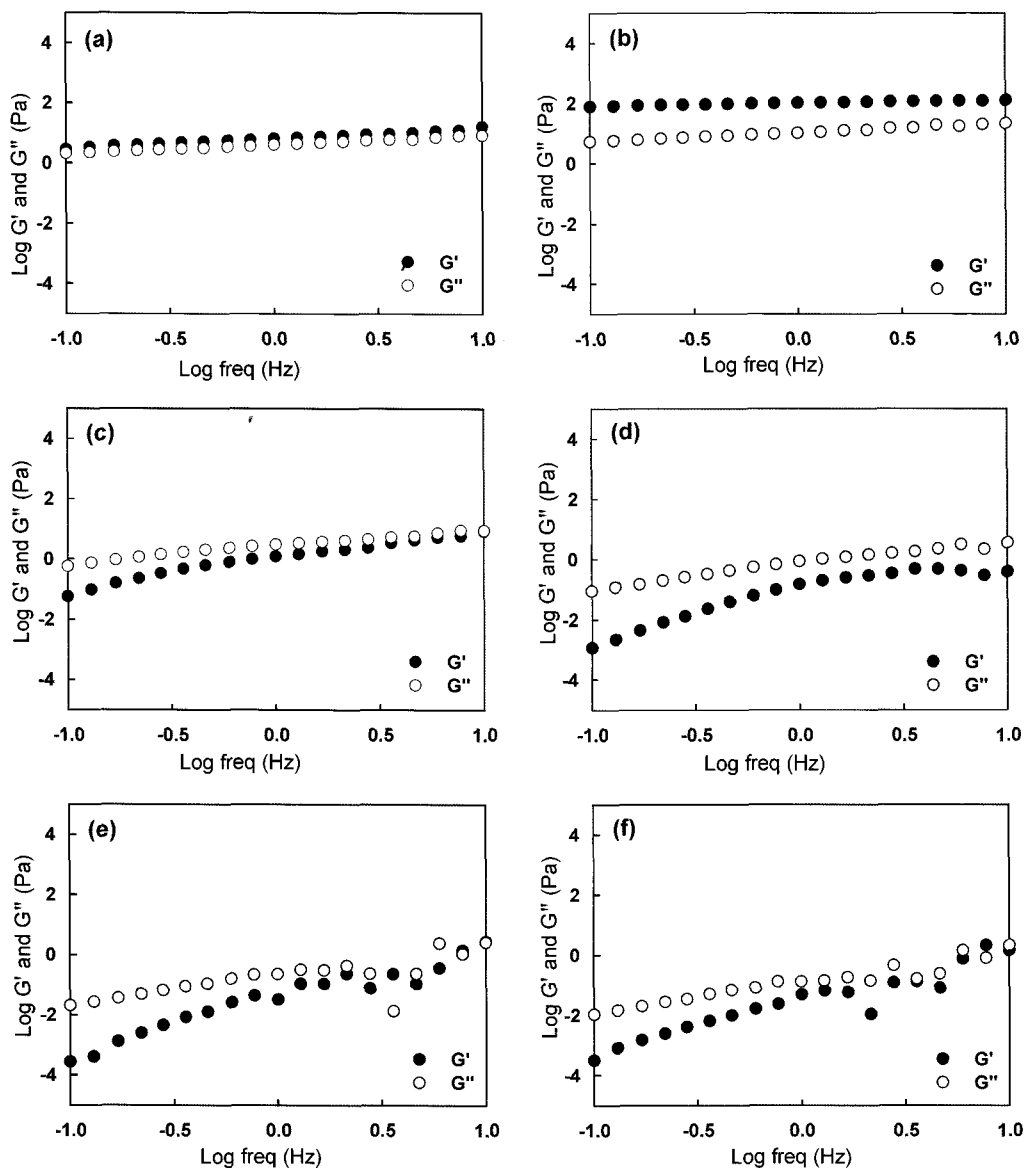 (a)
Log G' and G" (Pa)
4
2
0
-2
-4
G'
G"
-1.0 -0.5 0.0 0.5 1.0
Log freq (Hz)
(b)
Log G' and G" (Pa)
4
2
0
-2
-4
G'
G"
-1.0 -0.5 0.0 0.5 1.0
Log freq (Hz)
(c)
Log G' and G" (Pa)
4
2
0
-2
-4
G'
G"
-1.0 -0.5 0.0 0.5 1.0
Log freq (Hz)
(d)
Log G' and G" (Pa)
4
2
0
-2
-4
G'
G"
-1.0 -0.5 0.0 0.5 1.0
Log freq (Hz)
(e)
Log G' and G" (Pa)
4
2
0
-2
-4
G'
G"
-1.0 -0.5 0.0 0.5 1.0
Log freq (Hz)
(f)
Log G' and G" (Pa)
4
2
0
-2
-4
G'
G"
-1.0 -0.5 0.0 0.5 1.0
Log freq (Hz)